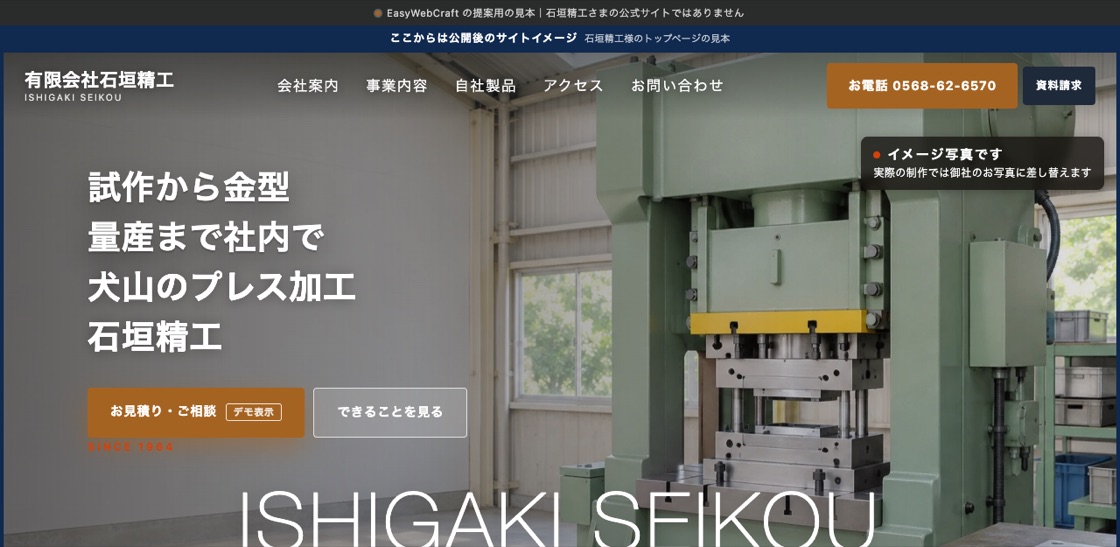 EasyWebCraft の提案用の見本｜石垣精工さまの公式サイトではありません
ここからは公開後のサイトイメージ 石垣精工様のトップページの見本
有限会社石垣精工
ISHIGAKI SEIKOU
会社案内 事業内容 自社製品 アクセス お問い合わせ
お電話 0568-62-6570
資料請求
イメージ写真です
実際の制作では御社のお写真に差し替えます
試作から金型
量産まで社内で
犬山のプレス加工
石垣精工
お見積り・ご相談 デモ表示
できることを見る
ISHIGAKI SEIKOU